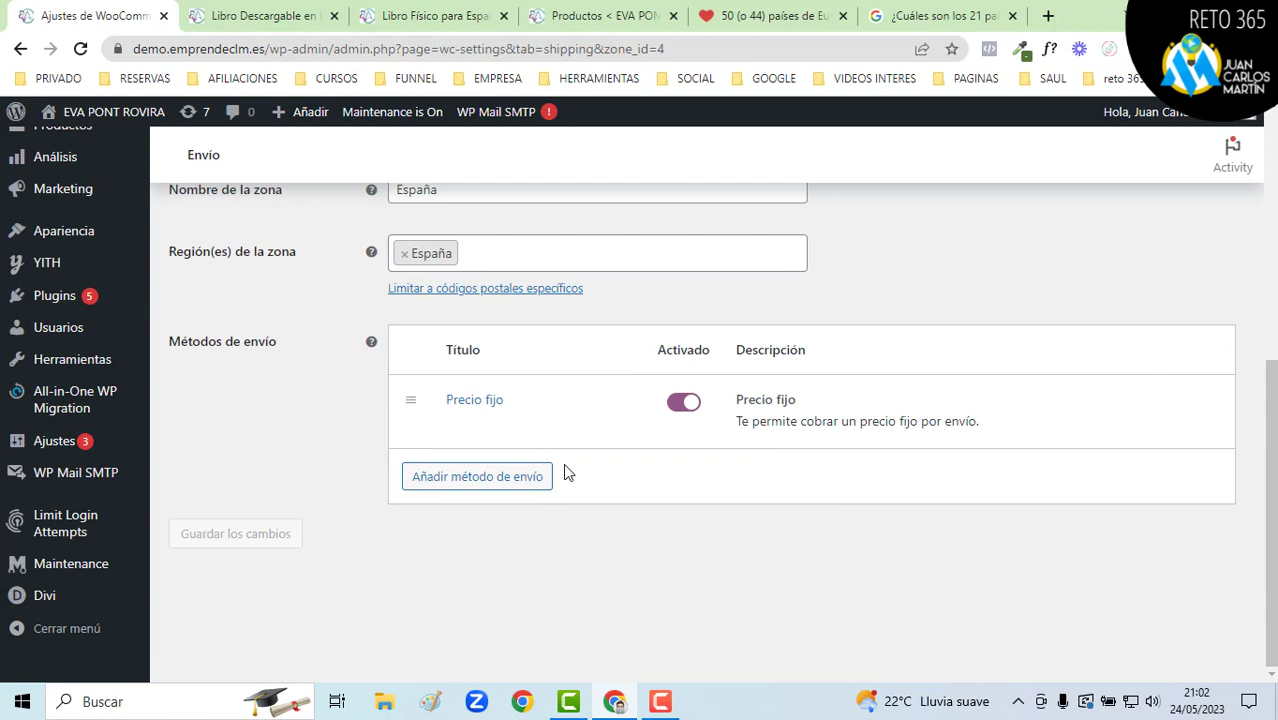 Ajustes de WooComm
Libro Descargable en
Libro Físico para Espa
Productos < EVA PONT
50 (o 44) países de Eu
¿Cuáles son los 21 pa
RETO 365
demo.emprendeclm.es/wp-admin/admin.php?page=wc-settings&tab=shipping&zone_id=4
JUAN
CARLOS
MARTÍN
PRIVADO
RESERVAS
AFILIACIONES
CURSOS
FUNNEL
EMPRESA
HERRAMIENTAS
SOCIAL
GOOGLE
VIDEOS INTERES
PAGINAS
SAUL
reto 365
EVA PONT ROVIRA
7
0
Añadir
Maintenance is On
WP Mail SMTP !
Hola, Juan Carl
Productos
Análisis
Marketing
Apariencia
YITH
Plugins 5
Usuarios
Herramientas
All-in-One WP
Migration
Ajustes 3
WP Mail SMTP
Limit Login
Attempts
Maintenance
Divi
Cerrar menú
Envío
Activity
Nombre de la zona
España
Región(es) de la zona
× España
Limitar a códigos postales específicos
Métodos de envío
Título
Activado
Descripción
Precio fijo
Precio fijo
Te permite cobrar un precio fijo por envío.
Añadir método de envío
Guardar los cambios
Buscar
22°C Lluvia suave
21:02
24/05/2023